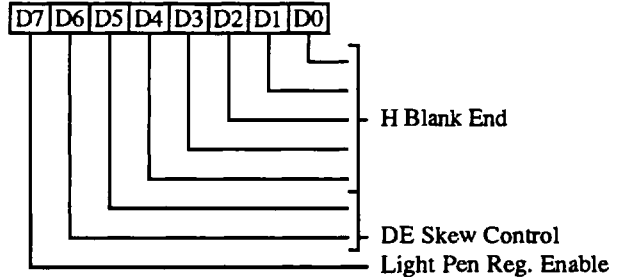 D7 D6 D5 D4 D3 D2 D1 D0
H Blank End
DE Skew Control
Light Pen Reg. Enable